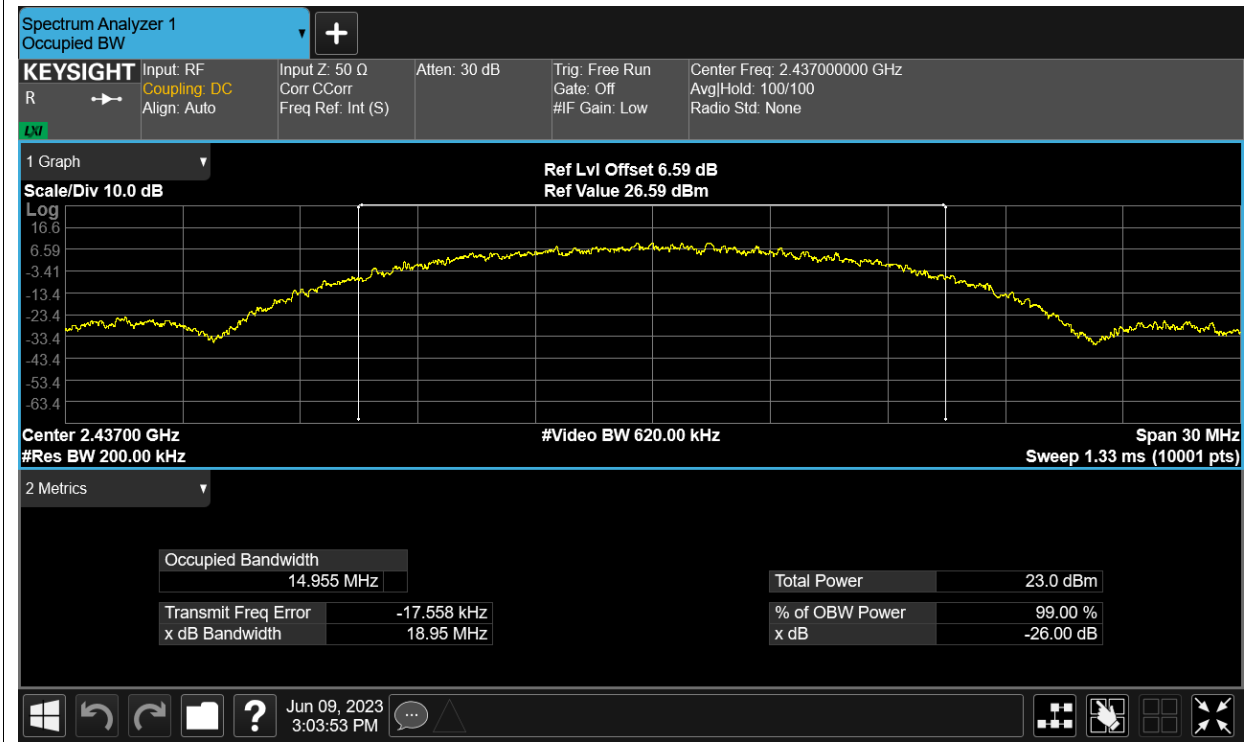 Spectrum Analyzer 1
Occupied BW
+
KEYSIGHT
R
LXI
Input: RF
Coupling: DC
Align: Auto
Input Z: 50 Ω
Corr CCorr
Freq Ref: Int (S)
Atten: 30 dB
Trig: Free Run
Gate: Off
#IF Gain: Low
Center Freq: 2.437000000 GHz
Avg|Hold: 100/100
Radio Std: None
1 Graph
Scale/Div 10.0 dB
Ref Lvl Offset 6.59 dB
Ref Value 26.59 dBm
Log
16.6
6.59
-3.41
-13.4
-23.4
-33.4
-43.4
-53.4
-63.4
Center 2.43700 GHz
#Res BW 200.00 kHz
#Video BW 620.00 kHz
Span 30 MHz
Sweep 1.33 ms (10001 pts)
2 Metrics
Occupied Bandwidth
14.955 MHz
Transmit Freq Error -17.558 kHz
x dB Bandwidth 18.95 MHz
Total Power 23.0 dBm
% of OBW Power 99.00 %
x dB -26.00 dB
?
Jun 09, 2023
3:03:53 PM